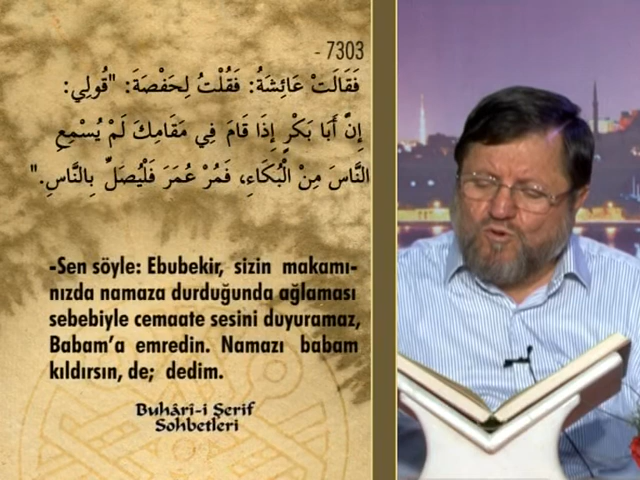 - 7303
فَقَالَتْ عَائِشَةُ: فَقُلْتُ لِحَفْصَةَ: "قُولِي:
إِنَّ أَبَا بَكْرٍ إِذَا قَامَ فِي مَقَامِكَ لَمْ يُسْمِعِ
النَّاسَ مِنْ الْبُكَاءِ، فَمُرْ عُمَرَ فَلْيُصَلِّ بِالنَّاسِ."
-Sen söyle: Ebubekir, sizin makamı-
nızda namaza durduğunda ağlaması
sebebiyle cemaate sesini duyuramaz,
Babam'a emredin. Namazı babam
kıldırsın, de; dedim.
Buhârî-i Şerif
Sohbetleri